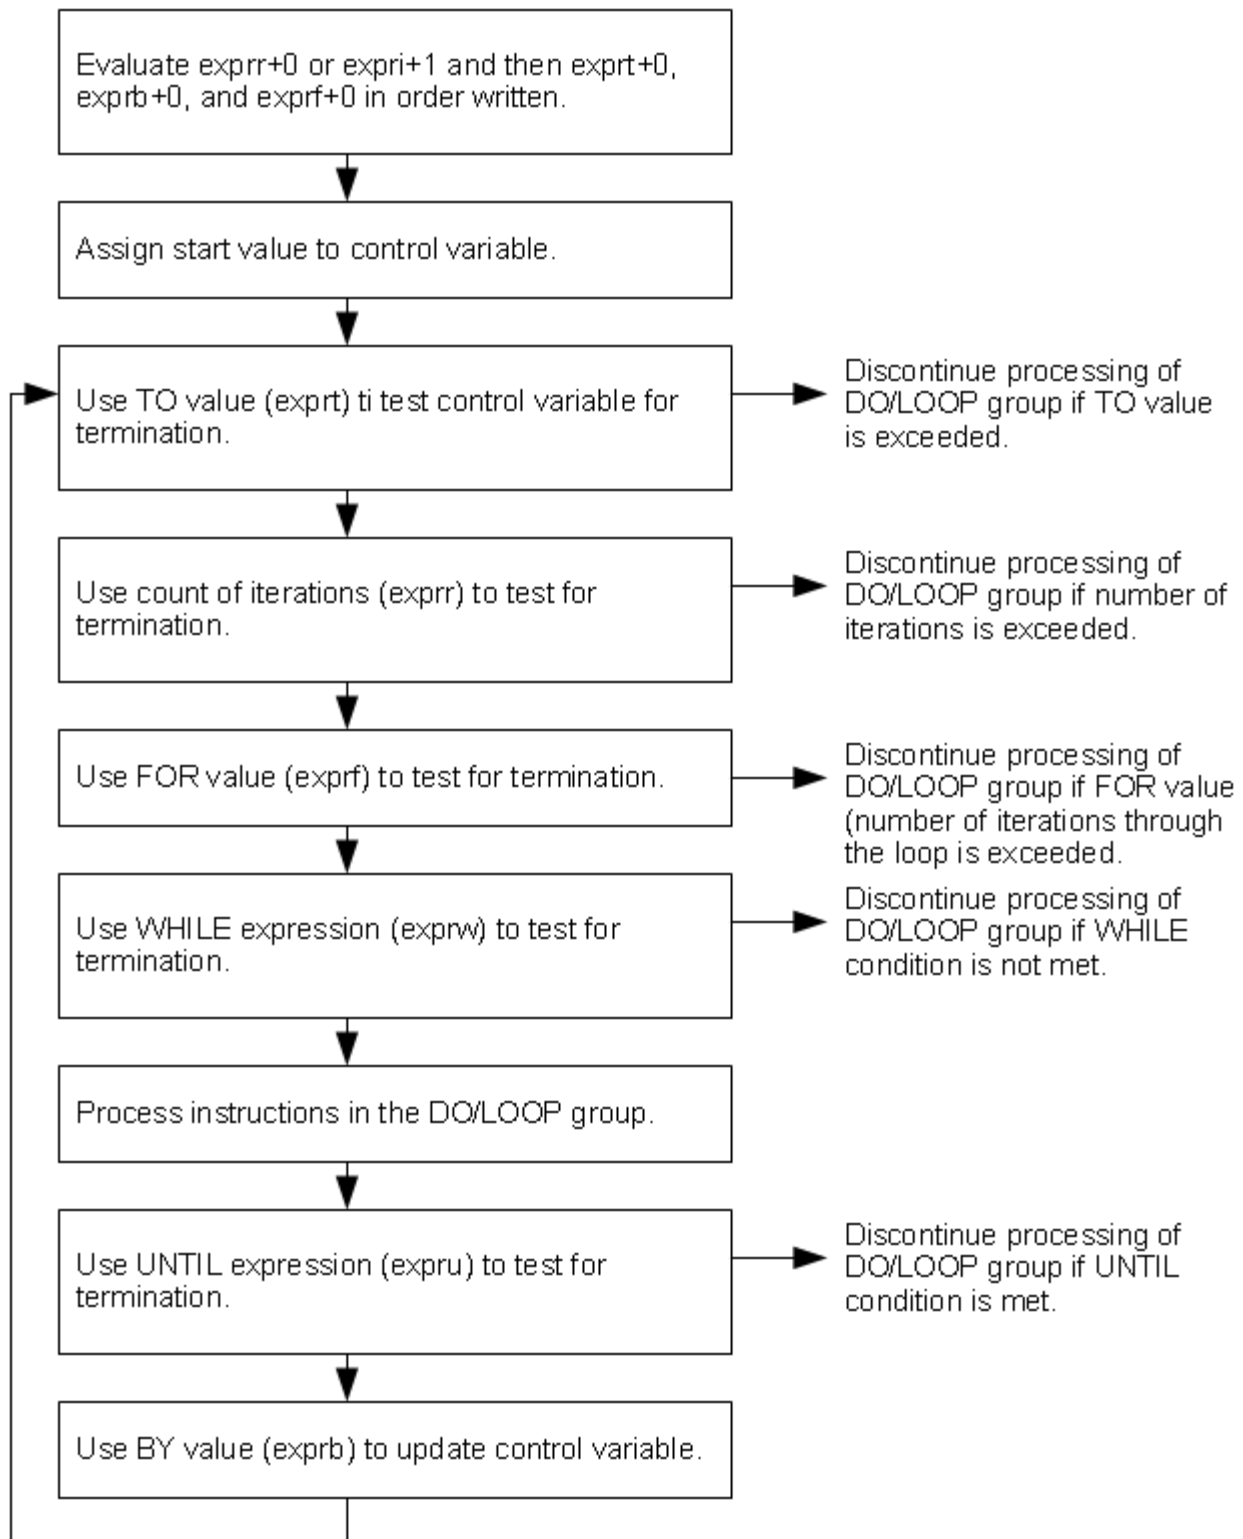 Evaluate exprr+0 or expri+1 and then exprt+0,
exprb+0, and exprf+0 in order written.
Assign start value to control variable.
Use TO value (exprt) ti test control variable for
termination.
Discontinue processing of
DO/LOOP group if TO value
is exceeded.
Use count of iterations (exprr) to test for
termination.
Discontinue processing of
DO/LOOP group if number of
iterations is exceeded.
Use FOR value (exprf) to test for termination.
Discontinue processing of
DO/LOOP group if FOR value
(number of iterations through
the loop is exceeded.
Use WHILE expression (exprw) to test for
termination.
Discontinue processing of
DO/LOOP group if WHILE
condition is not met.
Process instructions in the DO/LOOP group.
Use UNTIL expression (expru) to test for
termination.
Discontinue processing of
DO/LOOP group if UNTIL
condition is met.
Use BY value (exprb) to update control variable.